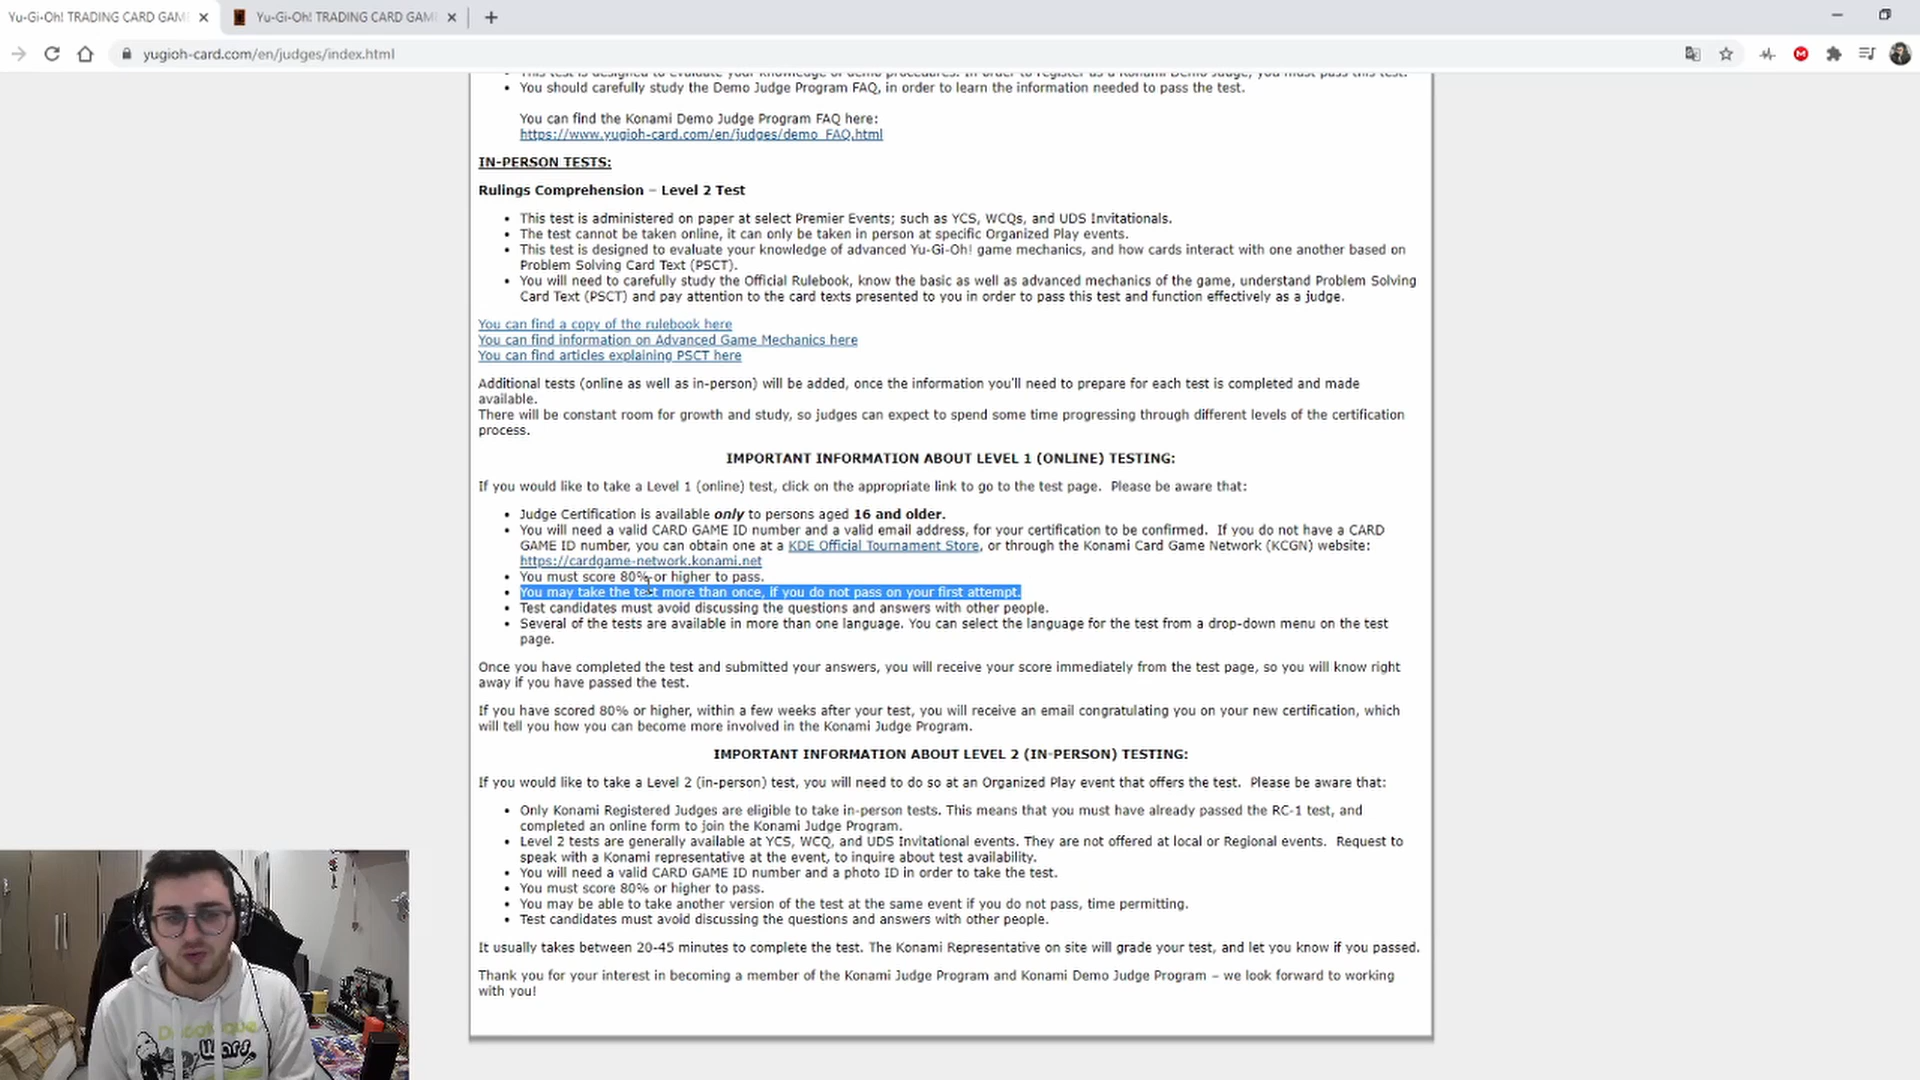 Yu-Gi-Oh! TRADING CARD GAM
Yu-Gi-Oh! TRADING CARD GAM
yugioh-card.com/en/judges/index.html
This test is designed to evaluate your knowledge of demo procedures. In order to register as a Konami Demo Judge, you must pass this test.
You should carefully study the Demo Judge Program FAQ, in order to learn the information needed to pass the test.
You can find the Konami Demo Judge Program FAQ here:
https://www.yugioh-card.com/en/judges/demo_FAQ.html
IN-PERSON TESTS:
Rulings Comprehension – Level 2 Test
This test is administered on paper at select Premier Events; such as YCS, WCQs, and UDS Invitationals.
The test cannot be taken online, it can only be taken in person at specific Organized Play events.
This test is designed to evaluate your knowledge of advanced Yu-Gi-Oh! game mechanics, and how cards interact with one another based on
Problem Solving Card Text (PSCT).
You will need to carefully study the Official Rulebook, know the basic as well as advanced mechanics of the game, understand Problem Solving
Card Text (PSCT) and pay attention to the card texts presented to you in order to pass this test and function effectively as a judge.
You can find a copy of the rulebook here
You can find information on Advanced Game Mechanics here
You can find articles explaining PSCT here
Additional tests (online as well as in-person) will be added, once the information you'll need to prepare for each test is completed and made
available.
There will be constant room for growth and study, so judges can expect to spend some time progressing through different levels of the certification
process.
IMPORTANT INFORMATION ABOUT LEVEL 1 (ONLINE) TESTING:
If you would like to take a Level 1 (online) test, click on the appropriate link to go to the test page. Please be aware that:
Judge Certification is available only to persons aged 16 and older.
You will need a valid CARD GAME ID number and a valid email address, for your certification to be confirmed. If you do not have a CARD
GAME ID number, you can obtain one at a KDE Official Tournament Store, or through the Konami Card Game Network (KCGN) website:
https://cardgame-network.konami.net
You must score 80% or higher to pass.
You may take the test more than once, if you do not pass on your first attempt.
Test candidates must avoid discussing the questions and answers with other people.
Several of the tests are available in more than one language. You can select the language for the test from a drop-down menu on the test
page.
Once you have completed the test and submitted your answers, you will receive your score immediately from the test page, so you will know right
away if you have passed the test.
If you have scored 80% or higher, within a few weeks after your test, you will receive an email congratulating you on your new certification, which
will tell you how you can become more involved in the Konami Judge Program.
IMPORTANT INFORMATION ABOUT LEVEL 2 (IN-PERSON) TESTING:
If you would like to take a Level 2 (in-person) test, you will need to do so at an Organized Play event that offers the test. Please be aware that:
Only Konami Registered Judges are eligible to take in-person tests. This means that you must have already passed the RC-1 test, and
completed an online form to join the Konami Judge Program.
Level 2 tests are generally available at YCS, WCQ, and UDS Invitational events. They are not offered at local or Regional events. Request to
speak with a Konami representative at the event, to inquire about test availability.
You will need a valid CARD GAME ID number and a photo ID in order to take the test.
You must score 80% or higher to pass.
You may be able to take another version of the test at the same event if you do not pass, time permitting.
Test candidates must avoid discussing the questions and answers with other people.
It usually takes between 20-45 minutes to complete the test. The Konami Representative on site will grade your test, and let you know if you passed.
Thank you for your interest in becoming a member of the Konami Judge Program and Konami Demo Judge Program – we look forward to working
with you!
Wars